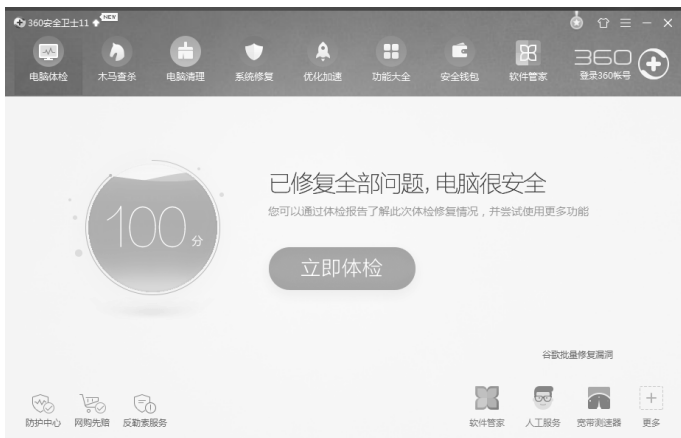 360安全卫士11 NEW
电脑体检 木马查杀 电脑清理 系统修复 优化加速 功能大全 安全钱包 软件管家
360
登录360帐号
已修复全部问题, 电脑很安全
您可以通过体检报告了解此次体检修复情况，并尝试使用更多功能
100分
立即体检
谷歌批量修复漏洞
防护中心 网购先赔 反勒索服务 软件管家 人工服务 宽带测速器 更多